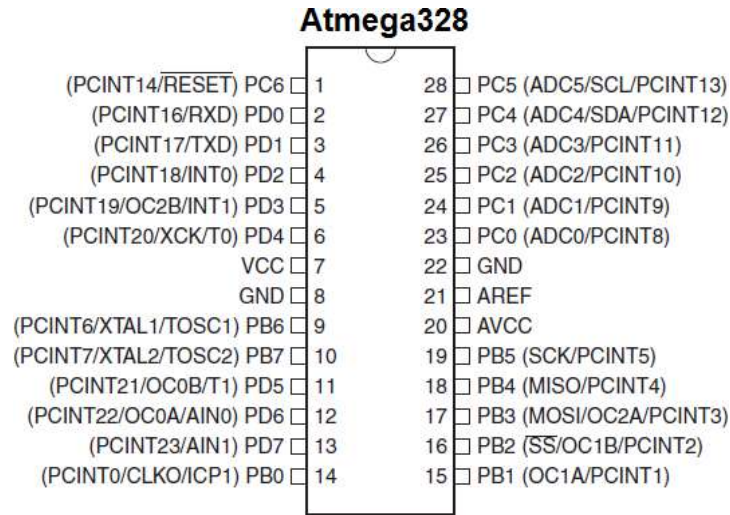 Atmega328
(PCINT14/RESET) PC6 1 28 PC5 (ADC5/SCL/PCINT13)
(PCINT16/RXD) PD0 2 27 PC4 (ADC4/SDA/PCINT12)
(PCINT17/TXD) PD1 3 26 PC3 (ADC3/PCINT11)
(PCINT18/INT0) PD2 4 25 PC2 (ADC2/PCINT10)
(PCINT19/OC2B/INT1) PD3 5 24 PC1 (ADC1/PCINT9)
(PCINT20/XCK/T0) PD4 6 23 PC0 (ADC0/PCINT8)
VCC 7 22 GND
GND 8 21 AREF
(PCINT6/XTAL1/TOSC1) PB6 9 20 AVCC
(PCINT7/XTAL2/TOSC2) PB7 10 19 PB5 (SCK/PCINT5)
(PCINT21/OC0B/T1) PD5 11 18 PB4 (MISO/PCINT4)
(PCINT22/OC0A/AIN0) PD6 12 17 PB3 (MOSI/OC2A/PCINT3)
(PCINT23/AIN1) PD7 13 16 PB2 (SS/OC1B/PCINT2)
(PCINT0/CLKO/ICP1) PB0 14 15 PB1 (OC1A/PCINT1)